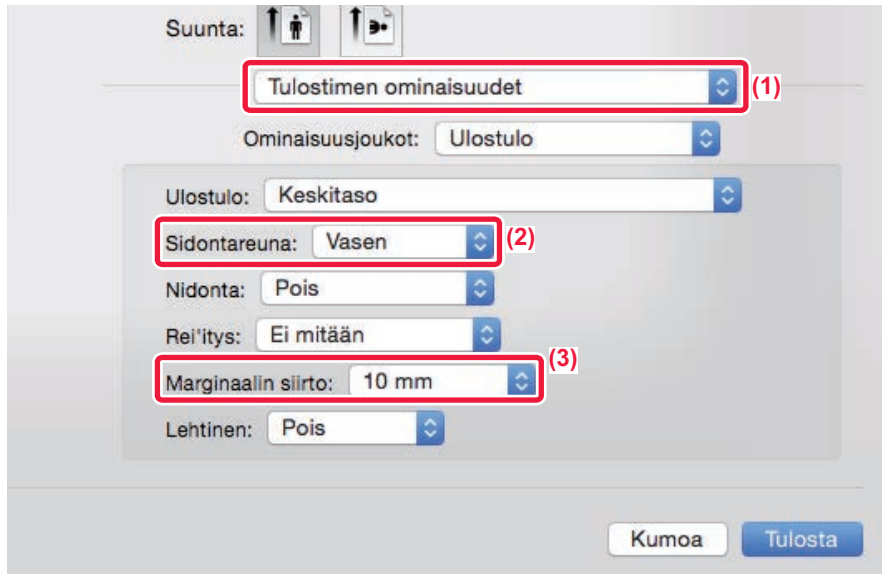 Suunta:
Tulostimen ominaisuudet (1)
Ominaisuusjoukot: Ulostulo
Ulostulo: Keskitaso
Sidontareuna: Vasen (2)
Nidonta: Pois
Rei'itys: Ei mitään
(3)
Marginaalin siirto: 10 mm
Lehtinen: Pois
Kumoa Tulosta